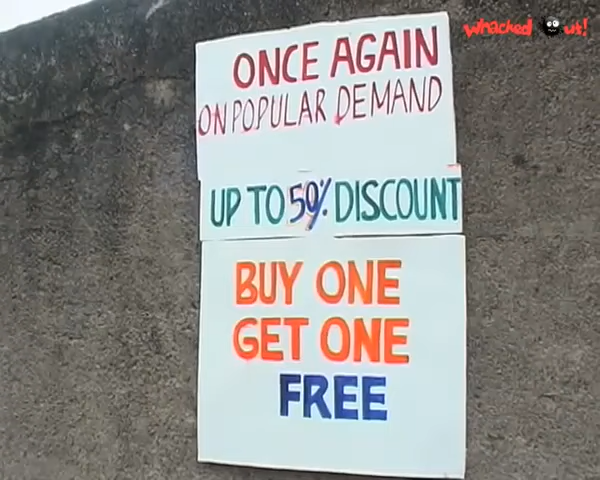 whacked out!
ONCE AGAIN
ON POPULAR DEMAND
UP TO 50% DISCOUNT
BUY ONE
GET ONE
FREE